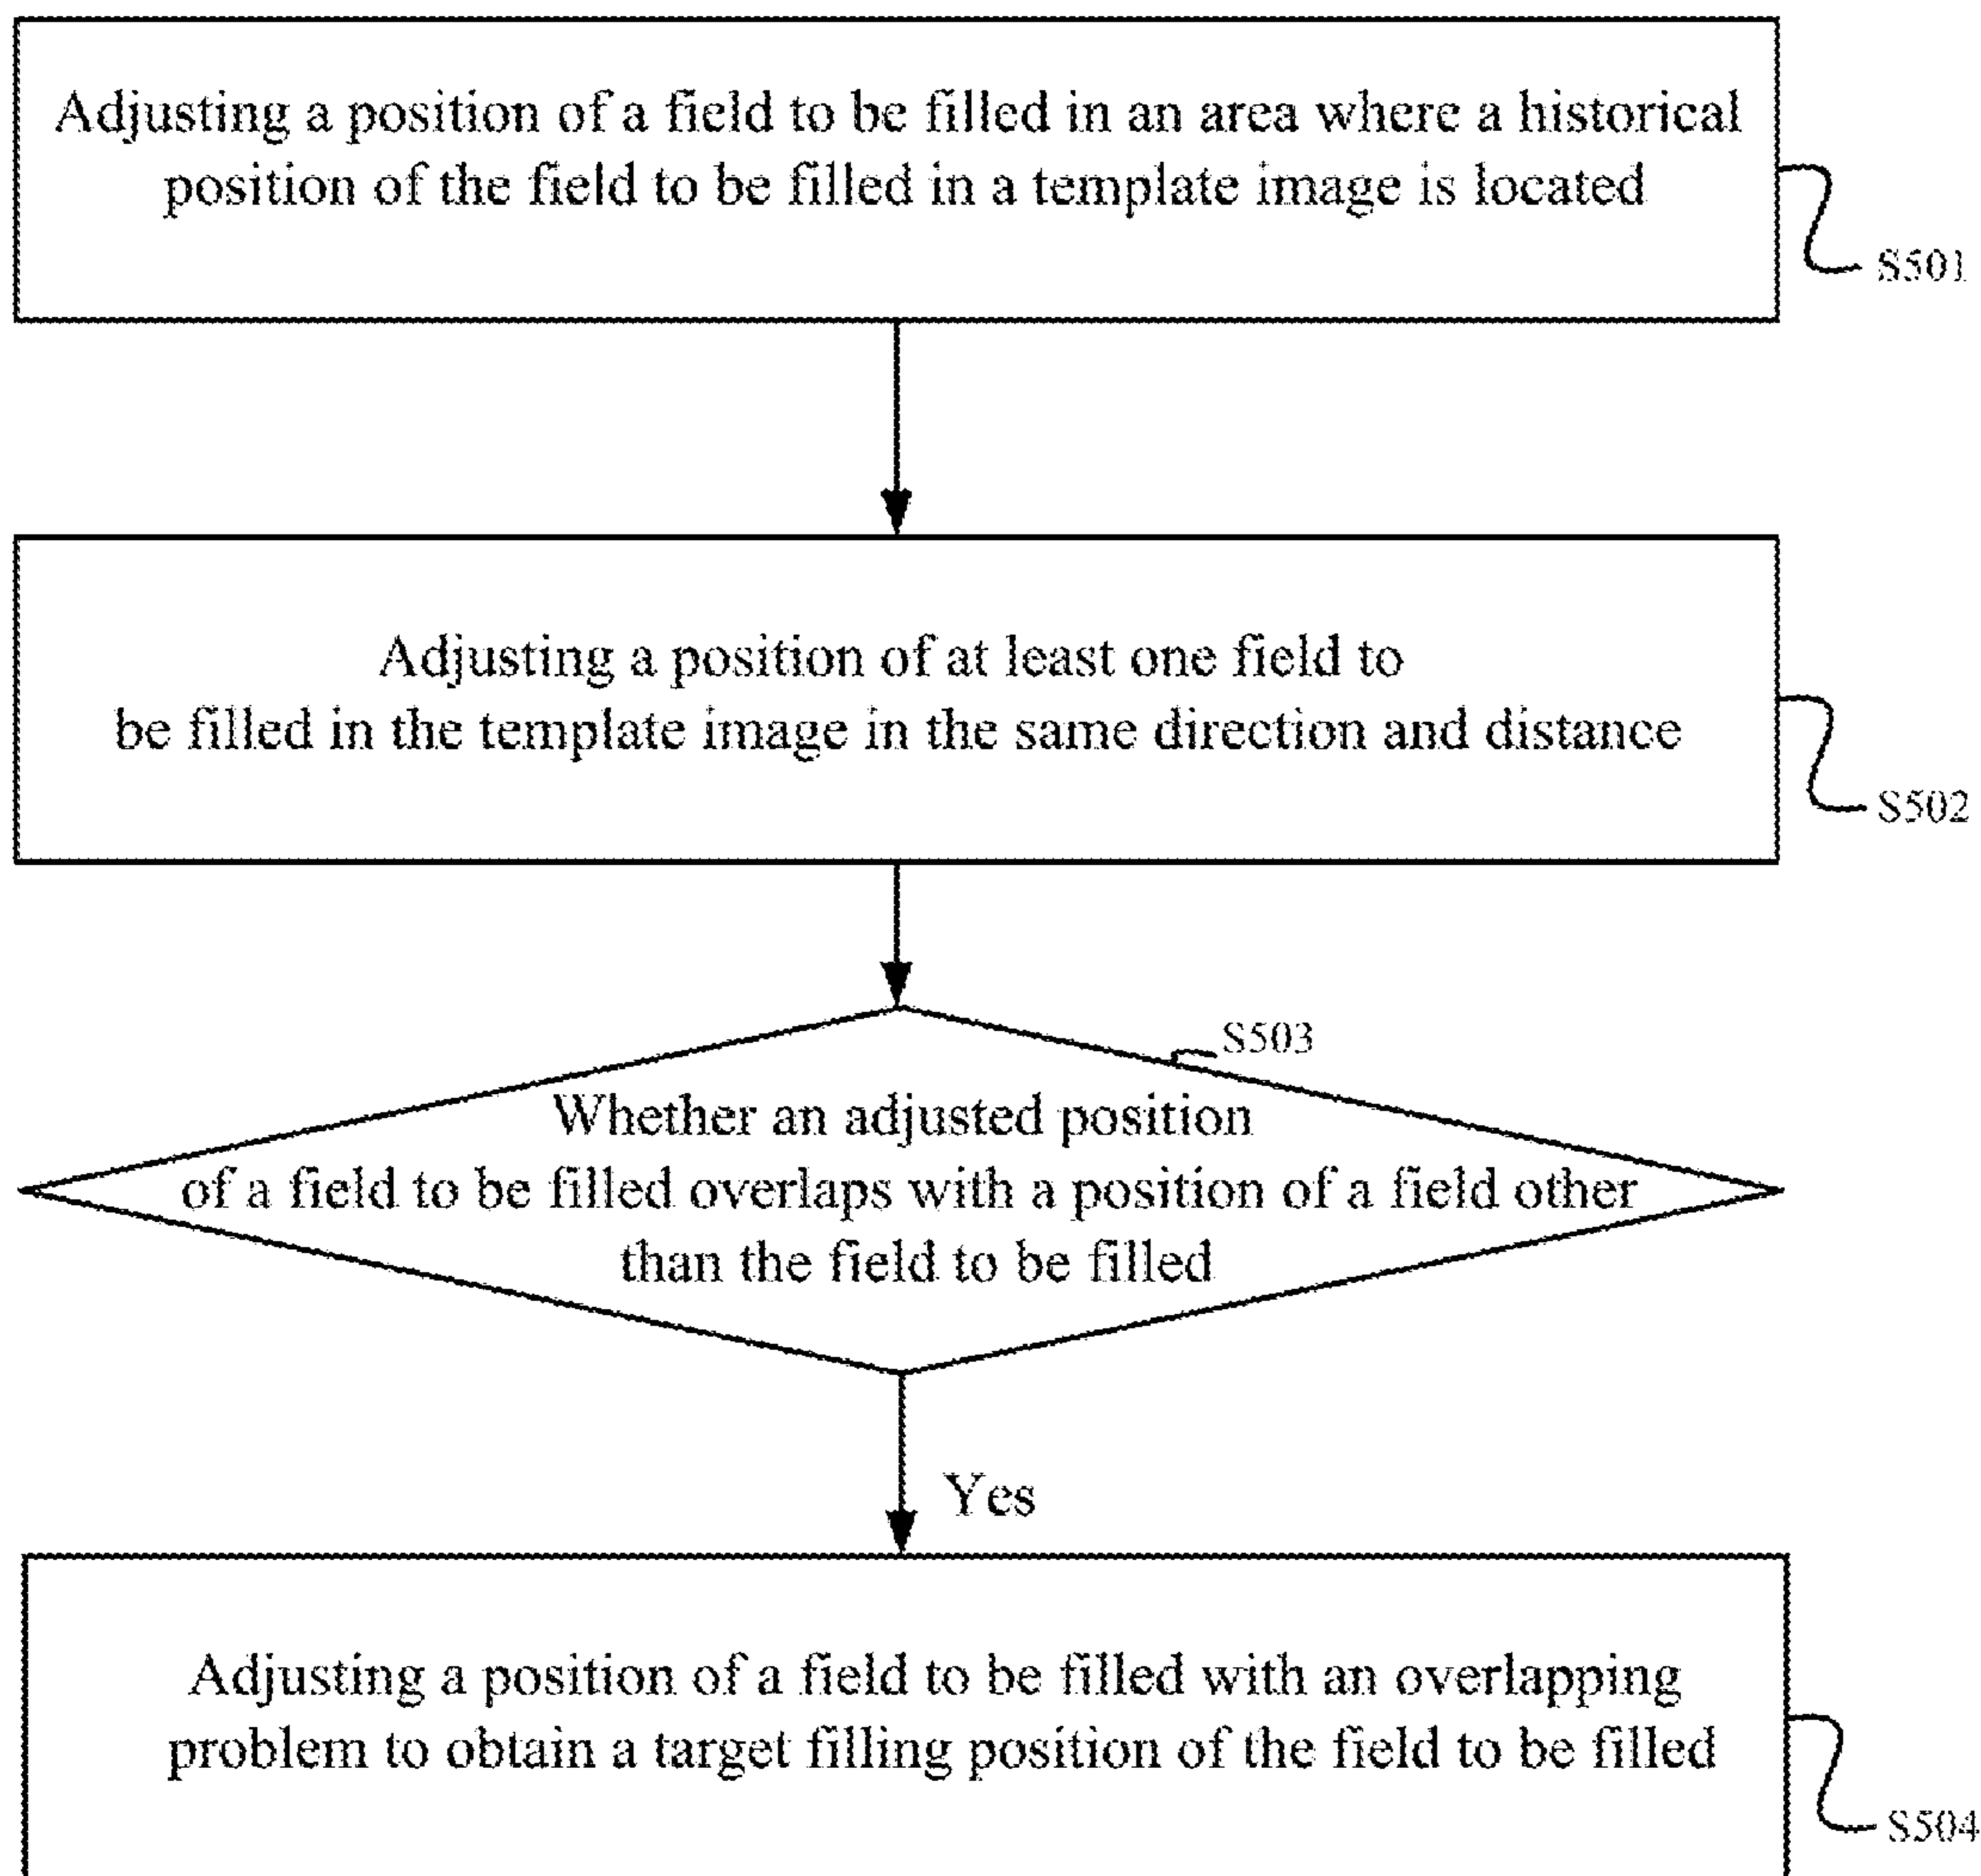 Adjusting a position of a field to be filled in an area where a historical
position of the field to be filled in a template image is located
S501
Adjusting a position of at least one field to
be filled in the template image in the same direction and distance
S502
S503
Whether an adjusted position
of a field to be filled overlaps with a position of a field other
than the field to be filled
Yes
Adjusting a position of a field to be filled with an overlapping
problem to obtain a target filling position of the field to be filled
S504